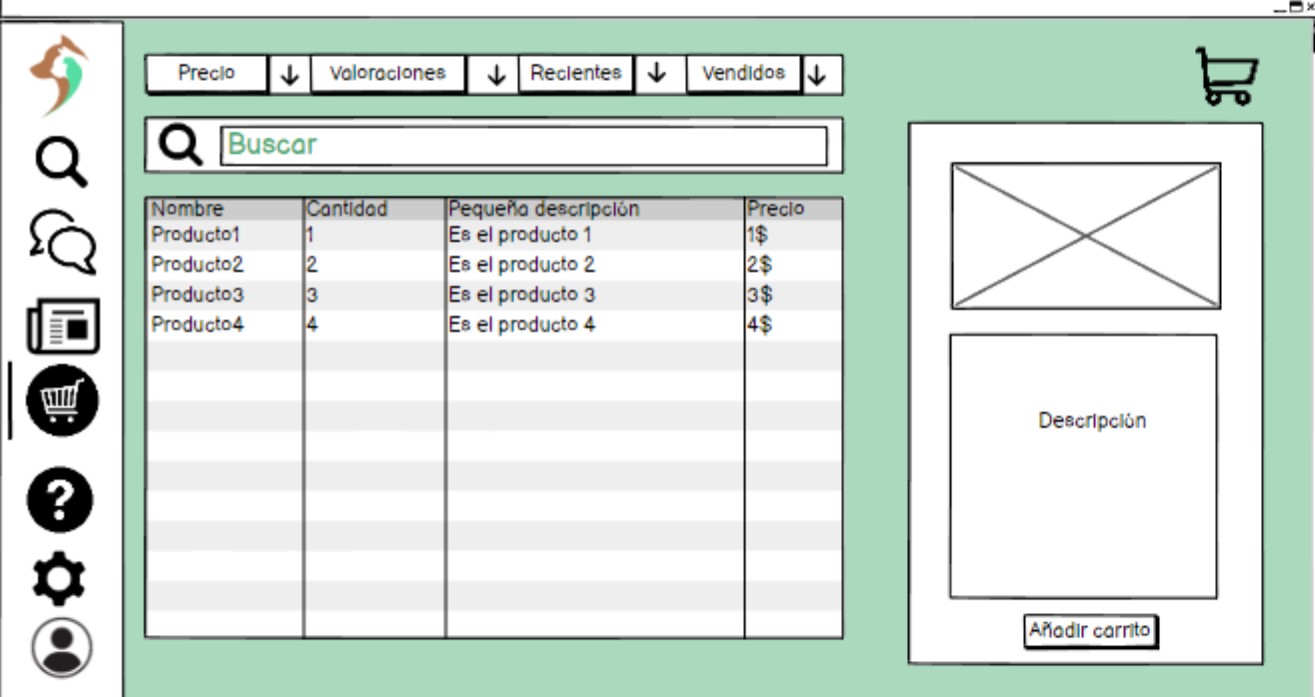 Precio Valoraciones Recientes Vendidos
Buscar
Nombre Cantidad Pequeña descripción Precio
Producto1 1 Es el producto 1 1$
Producto2 2 Es el producto 2 2$
Producto3 3 Es el producto 3 3$
Producto4 4 Es el producto 4 4$
Descripción
Añadir carrito